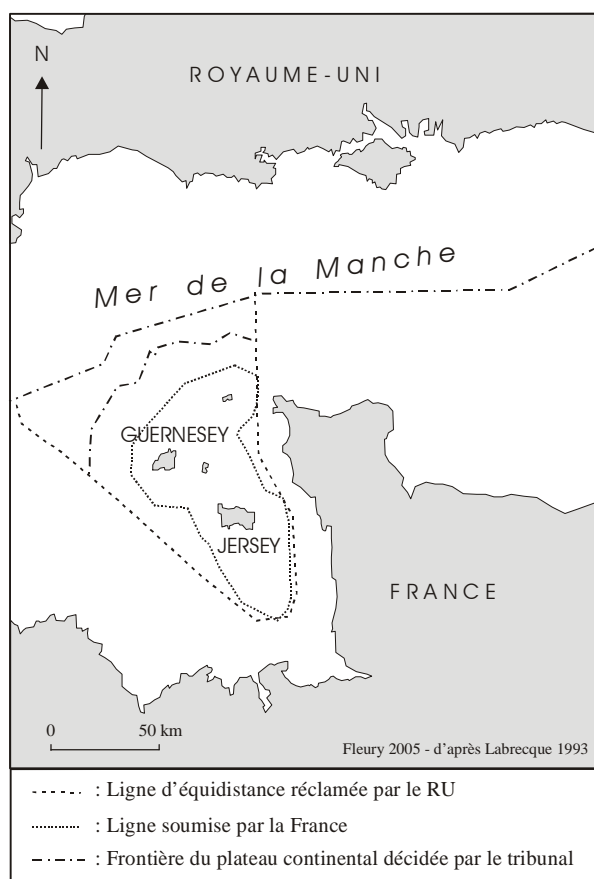 N
ROYAUME-UNI
Mer de la Manche
GUERNESEY
JERSEY
FRANCE
0 50 km
Fleury 2005 - d'après Labrecque 1993
: Ligne d'équidistance réclamée par le RU
: Ligne soumise par la France
: Frontière du plateau continental décidée par le tribunal